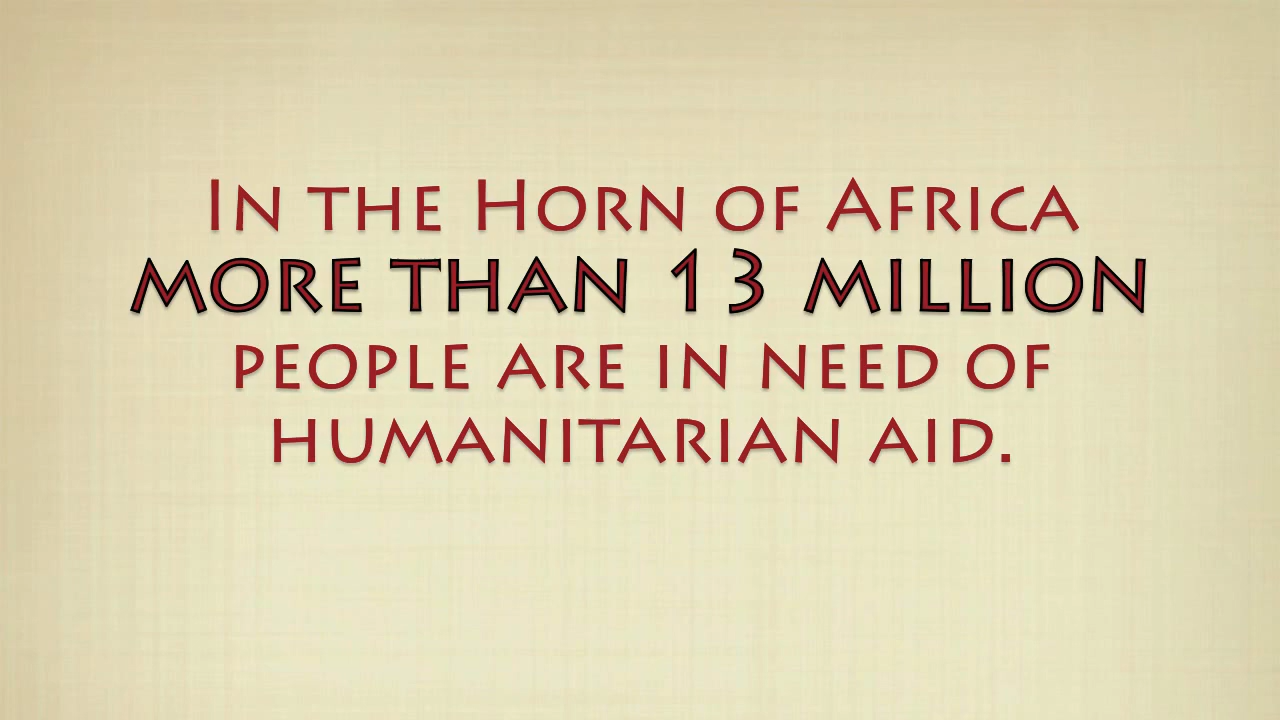 In the Horn of Africa
more than 13 million
people are in need of
humanitarian aid.